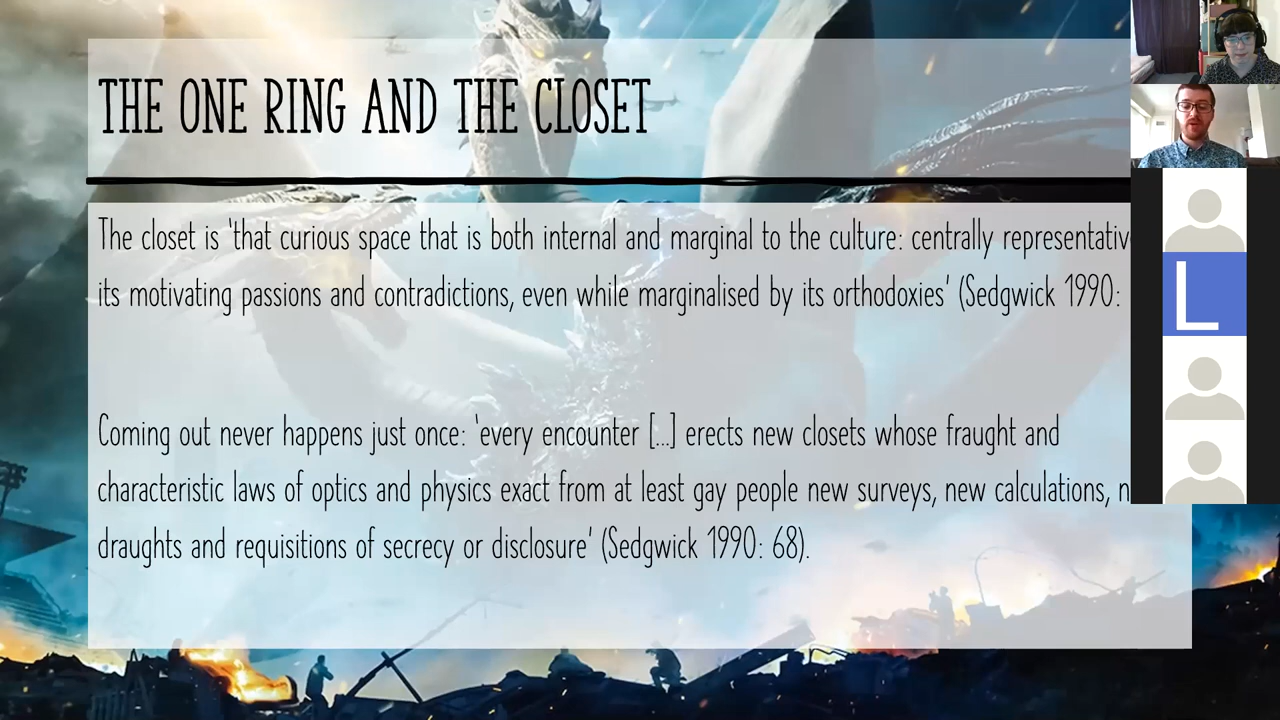 THE ONE RING AND THE CLOSET
The closet is ‘that curious space that is both internal and marginal to the culture: centrally
its motivating passions and contradictions, even while marginalised by its orthodoxies’ (Sedgwick 1990:
Coming out never happens just once: ‘every encounter [...] erects new closets whose fraught and
characteristic laws of optics and physics exact from at least gay people new surveys, new calculations,
draughts and requisitions of secrecy or disclosure’ (Sedgwick 1990: 68).
L